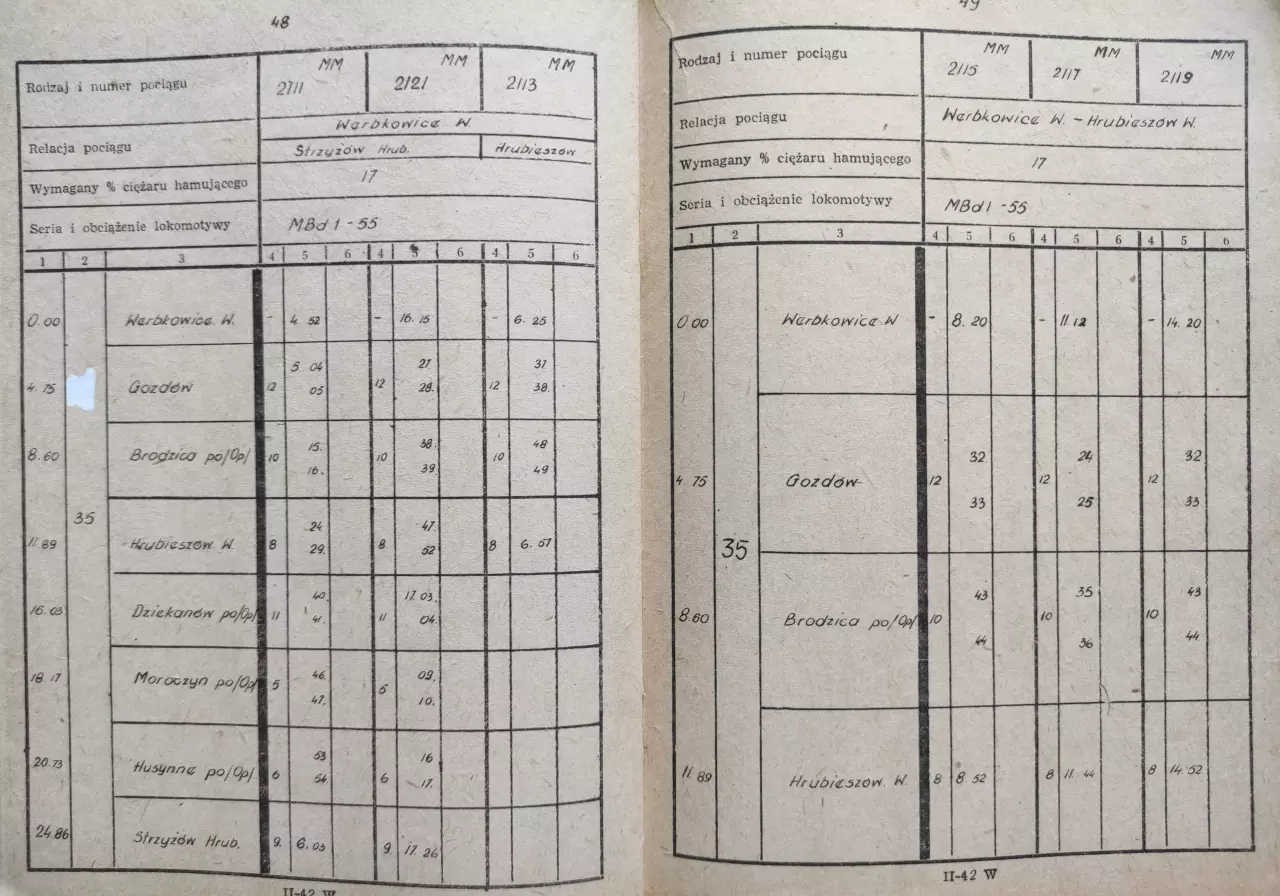 48
Rodzaj i numer pociągu MM 2111 MM 2121 MM 2113
Werbkowice W.
Relacja pociągu Strzyżów Hrub. Hrubieszów
Wymagany % ciężaru hamującego 17
Seria i obciążenie lokomotywy MBd 1 - 55
1 2 3 4 5 6 4 5 6 4 5 6
0.00 Werbkowice. W. - 4 52 - 16. 15 - 6. 25
5 04 27 37
4. 75 Gozdów 12 05 12 28. 12 38.
15. 38. 48
8.60 Brodzica po/Op/ 10 16. 10 39 10 49
35
24 47.
11.89 Hrubieszów W. 8 29. 8 52 8 6. 57
40. 17 03.
16.03 Dziekanów po/Op/ 11 41. 11 04.
46. 09.
18.17 Moroczyn po/Op/ 5 47. 5 10.
53 16
20.73 Husynne po/Op/ 6 54 6 17.
24.86 Strzyżów Hrub. 9. 6.03 9 17. 26
II-42 W
49
Rodzaj i numer pociągu MM 2115 MM 2117 MM 2119
Relacja pociągu Werbkowice W. - Hrubieszów W.
Wymagany % ciężaru hamującego 17
Seria i obciążenie lokomotywy MBd 1 - 55
1 2 3 4 5 6 4 5 6 4 5 6
0 00 Werbkowice W - 8. 20 - 11. 12 - 14. 20
32 24 32
4. 75 Gozdów 12 12 12
33 25 33
35
43 35 43
8.60 Brodzica po/Op/ 10 10 10
44 36 44
11.89 Hrubieszów. W. 8 8 52 8 11. 44 8 14. 52
II-42 W